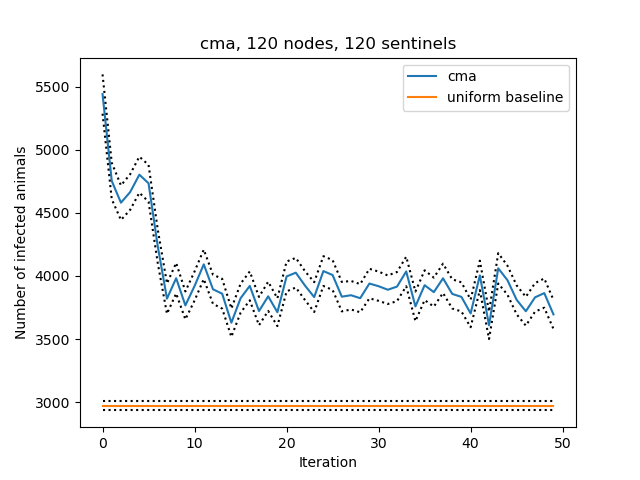 cma, 120 nodes, 120 sentinels
cma
uniform baseline
Number of infected animals
5500
5000
4500
4000
3500
3000
0 10 20 30 40 50
Iteration